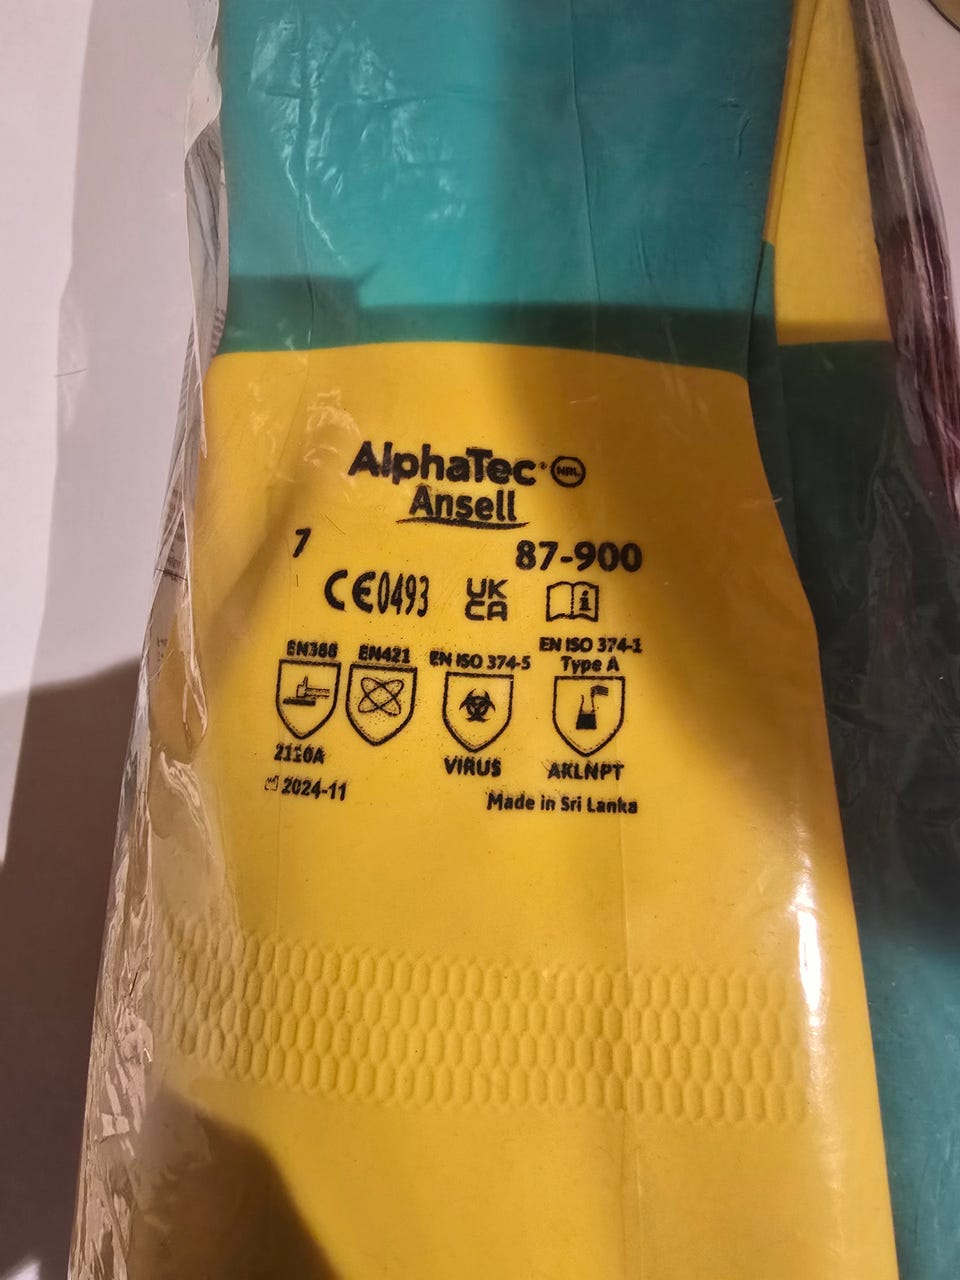 AlphaTec® NRL
Ansell
7 87-900
CE0493 UK CA i
EN388 EN421 EN ISO 374-5 EN ISO 374-1
Type A
2110A VIRUS AKLNPT
2024-11 Made in Sri Lanka